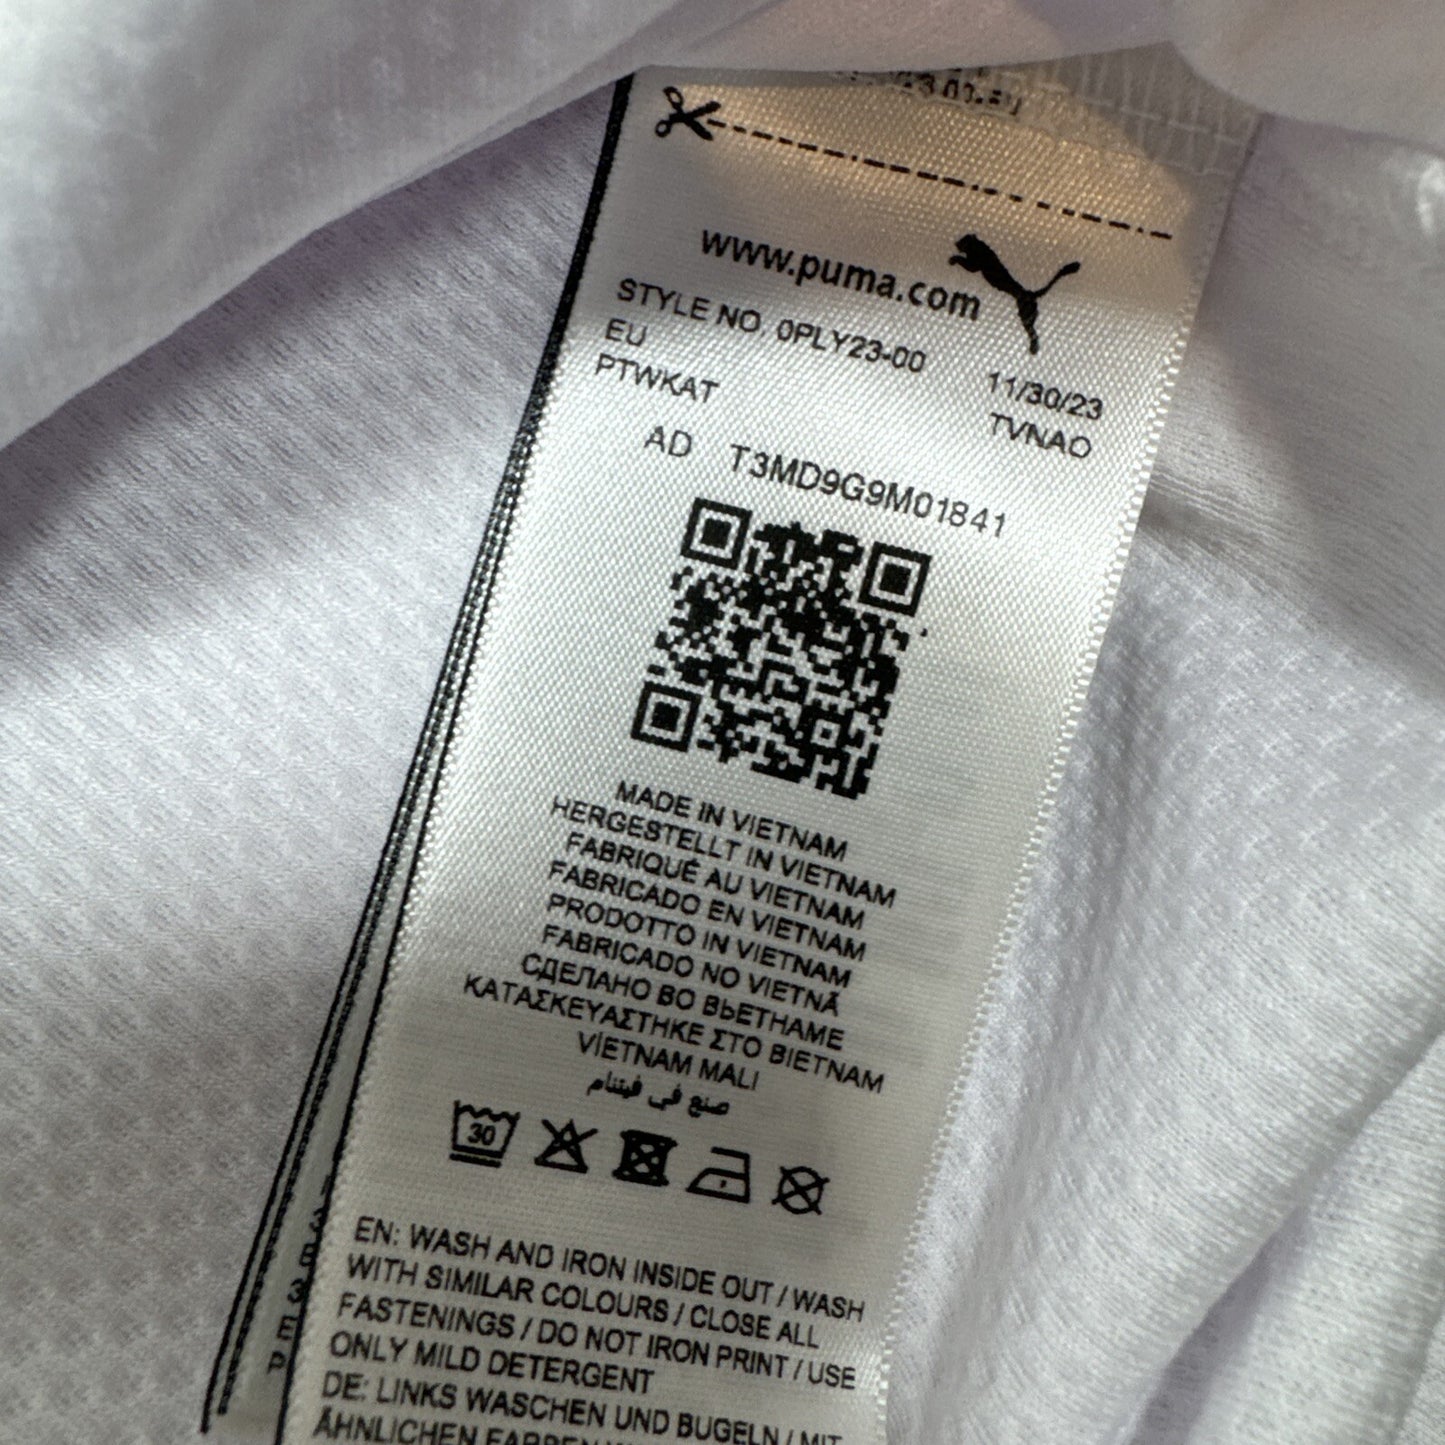 www.puma.com
STYLE NO 0PLY23-00 11/30/23
EU TVNAO
PTWKAT
AD T3MD9G9M01841
MADE IN VIETNAM
HERGESTELLT IN VIETNAM
FABRIQUÉ AU VIETNAM
FABRICADO EN VIETNAM
PRODOTTO IN VIETNAM
FABRICADO NO VIETNÃ
СДЕЛАНО ВО ВЬЕТНАМЕ
ΚΑΤΑΣΚΕΥΑΣΤΗΚΕ ΣΤΟ ΒΙΕΤΝΑΜ
VİETNAM MALI
صنع في فيتنام
30
EN: WASH AND IRON INSIDE OUT / WASH
WITH SIMILAR COLOURS / CLOSE ALL
FASTENINGS / DO NOT IRON PRINT / USE
ONLY MILD DETERGENT
DE: LINKS WASCHEN UND BUGELN / MIT
ÄHNLICHEN FARBEN